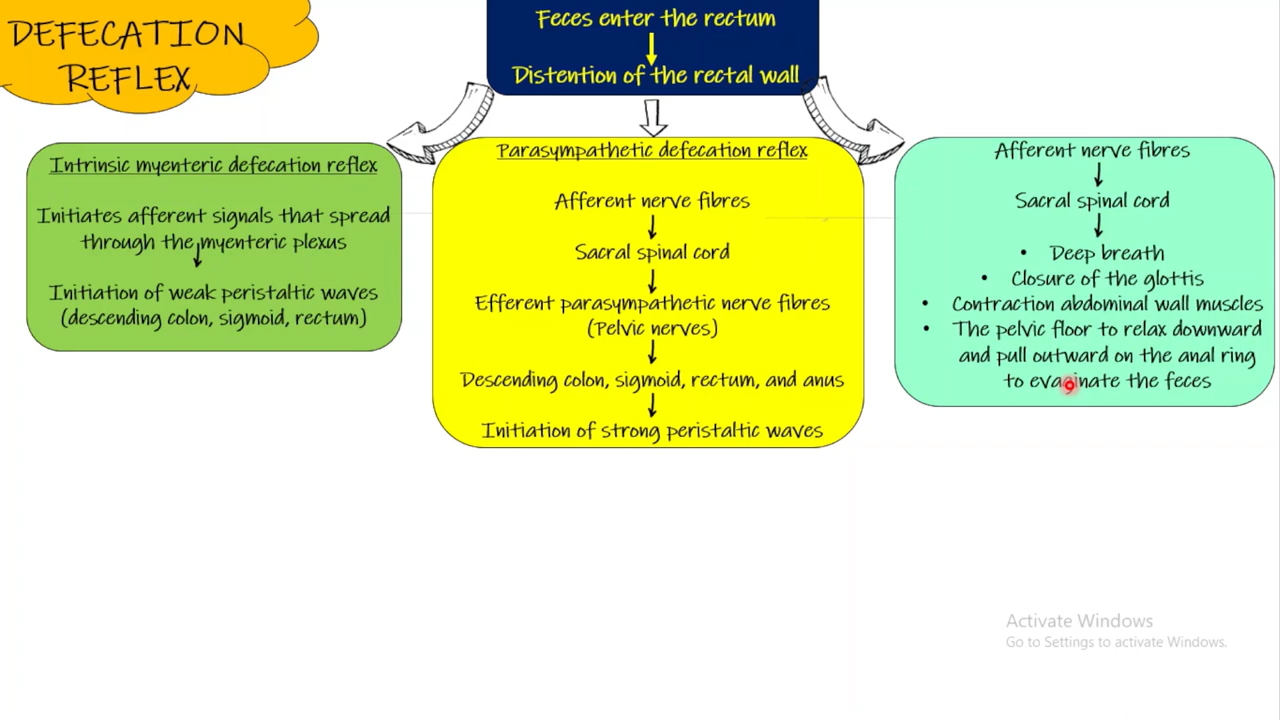 DEFECATION
REFLEX
Feces enter the rectum
Distention of the rectal wall
Intrinsic myenteric defecation reflex
Initiates afferent signals that spread
through the myenteric plexus
Initiation of weak peristaltic waves
(descending colon, sigmoid, rectum)
Parasympathetic defecation reflex
Afferent nerve fibres
Sacral spinal cord
Efferent parasympathetic nerve fibres
(Pelvic nerves)
Descending colon, sigmoid, rectum, and anus
Initiation of strong peristaltic waves
Afferent nerve fibres
Sacral spinal cord
• Deep breath
• Closure of the glottis
• Contraction abdominal wall muscles
• The pelvic floor to relax downward
and pull outward on the anal ring
to evaginate the feces
Activate Windows
Go to Settings to activate Windows.